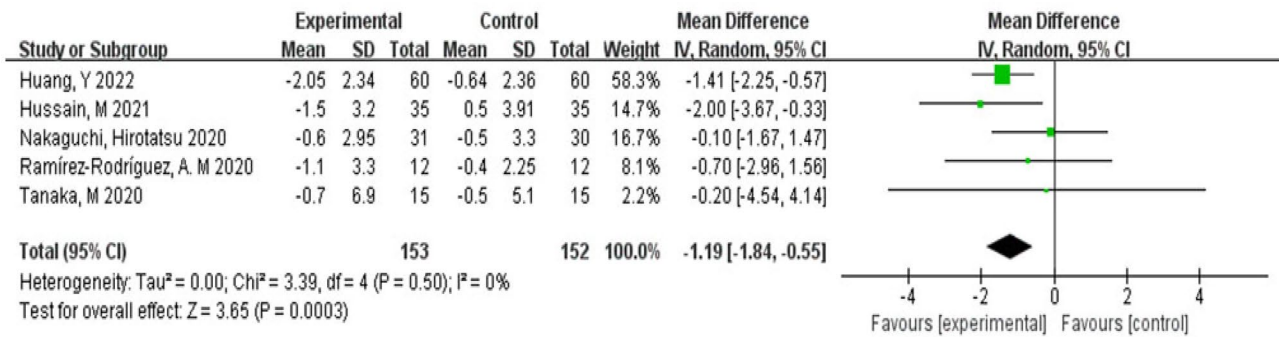 Experimental Control Mean Difference Mean Difference
Study or Subgroup Mean SD Total Mean SD Total Weight IV, Random, 95% CI IV, Random, 95% CI
Huang, Y 2022 -2.05 2.34 60 -0.64 2.36 60 58.3% -1.41 [-2.25, -0.57]
Hussain, M 2021 -1.5 3.2 35 0.5 3.91 35 14.7% -2.00 [-3.67, -0.33]
Nakaguchi, Hirotatsu 2020 -0.6 2.95 31 -0.5 3.3 30 16.7% -0.10 [-1.67, 1.47]
Ramírez-Rodríguez, A. M 2020 -1.1 3.3 12 -0.4 2.25 12 8.1% -0.70 [-2.96, 1.56]
Tanaka, M 2020 -0.7 6.9 15 -0.5 5.1 15 2.2% -0.20 [-4.54, 4.14]
Total (95% CI) 153 152 100.0% -1.19 [-1.84, -0.55]
Heterogeneity: Tau² = 0.00; Chi² = 3.39, df = 4 (P = 0.50); I² = 0%
Test for overall effect: Z = 3.65 (P = 0.0003)
-4 -2 0 2 4
Favours [experimental] Favours [control]